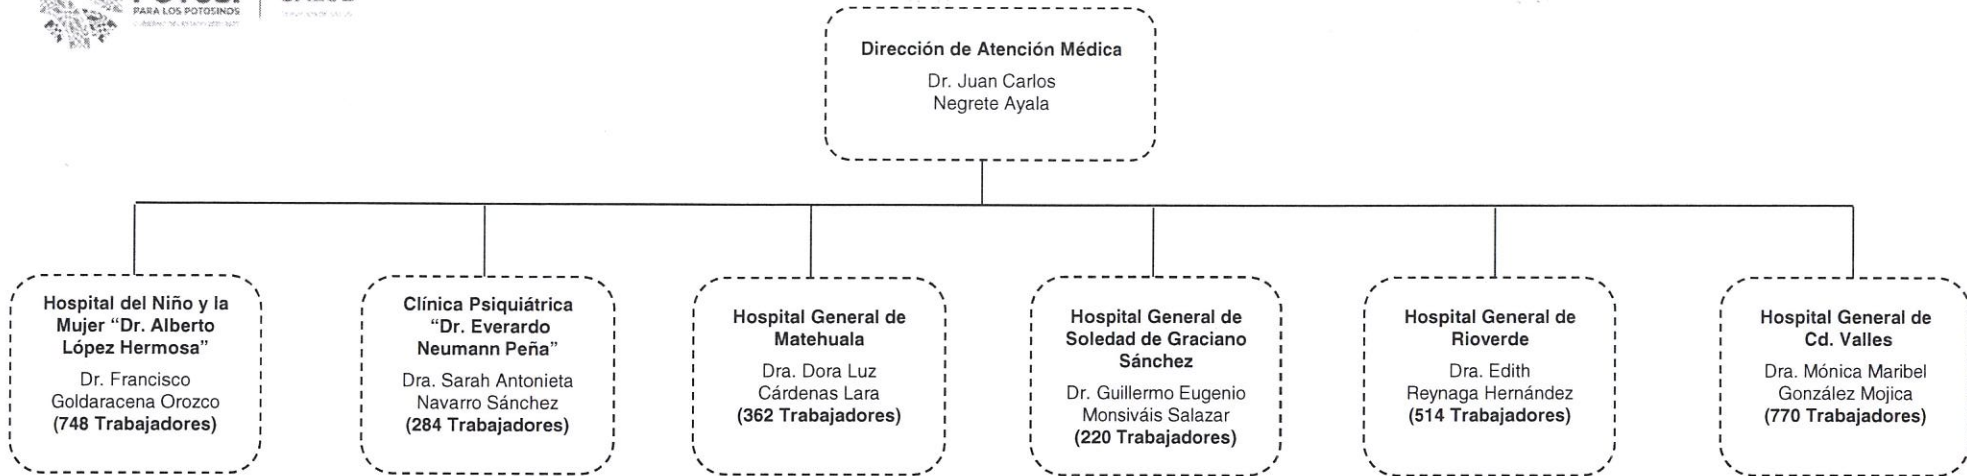 PARA LOS POTOSINOS
Dirección de Atención Médica
Dr. Juan Carlos
Negrete Ayala
Hospital del Niño y la
Mujer “Dr. Alberto
López Hermosa”
Dr. Francisco
Goldaracena Orozco
(748 Trabajadores)
Clínica Psiquiátrica
“Dr. Everardo
Neumann Peña”
Dra. Sarah Antonieta
Navarro Sánchez
(284 Trabajadores)
Hospital General de
Matehuala
Dra. Dora Luz
Cárdenas Lara
(362 Trabajadores)
Hospital General de
Soledad de Graciano
Sánchez
Dr. Guillermo Eugenio
Monsiváis Salazar
(220 Trabajadores)
Hospital General de
Rioverde
Dra. Edith
Reynaga Hernández
(514 Trabajadores)
Hospital General de
Cd. Valles
Dra. Mónica Maribel
González Mojica
(770 Trabajadores)